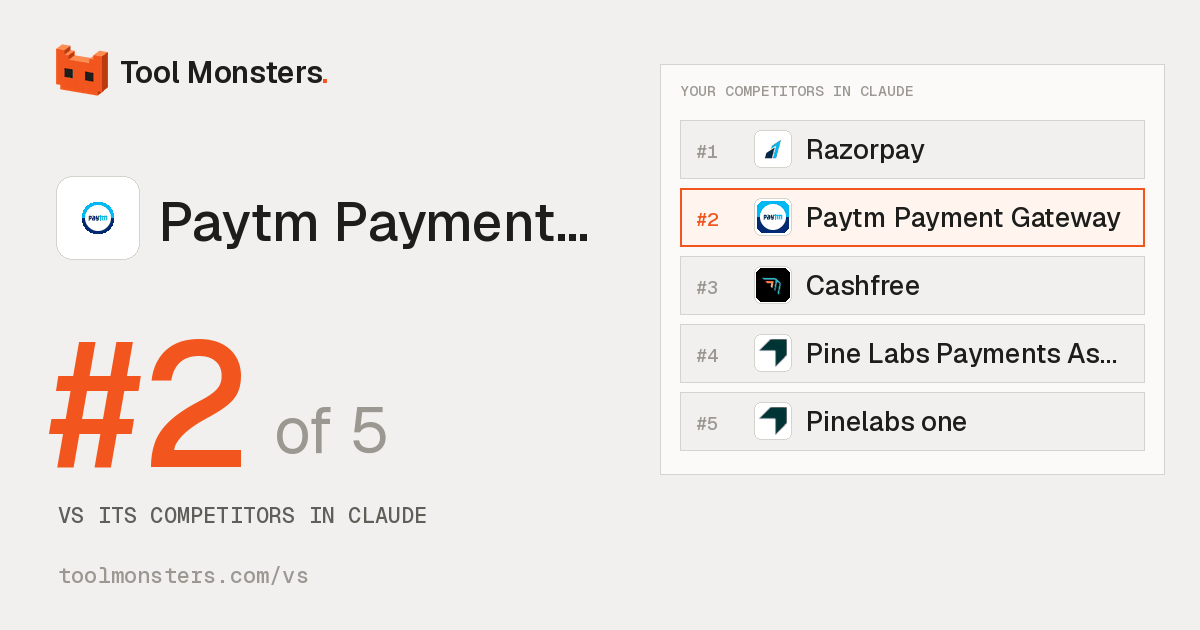 Tool Monsters.
Paytm Payment...
#2 of 5
VS ITS COMPETITORS IN CLAUDE
toolmonsters.com/vs
YOUR COMPETITORS IN CLAUDE
#1 Razorpay
#2 Paytm Payment Gateway
#3 Cashfree
#4 Pine Labs Payments As...
#5 Pinelabs one